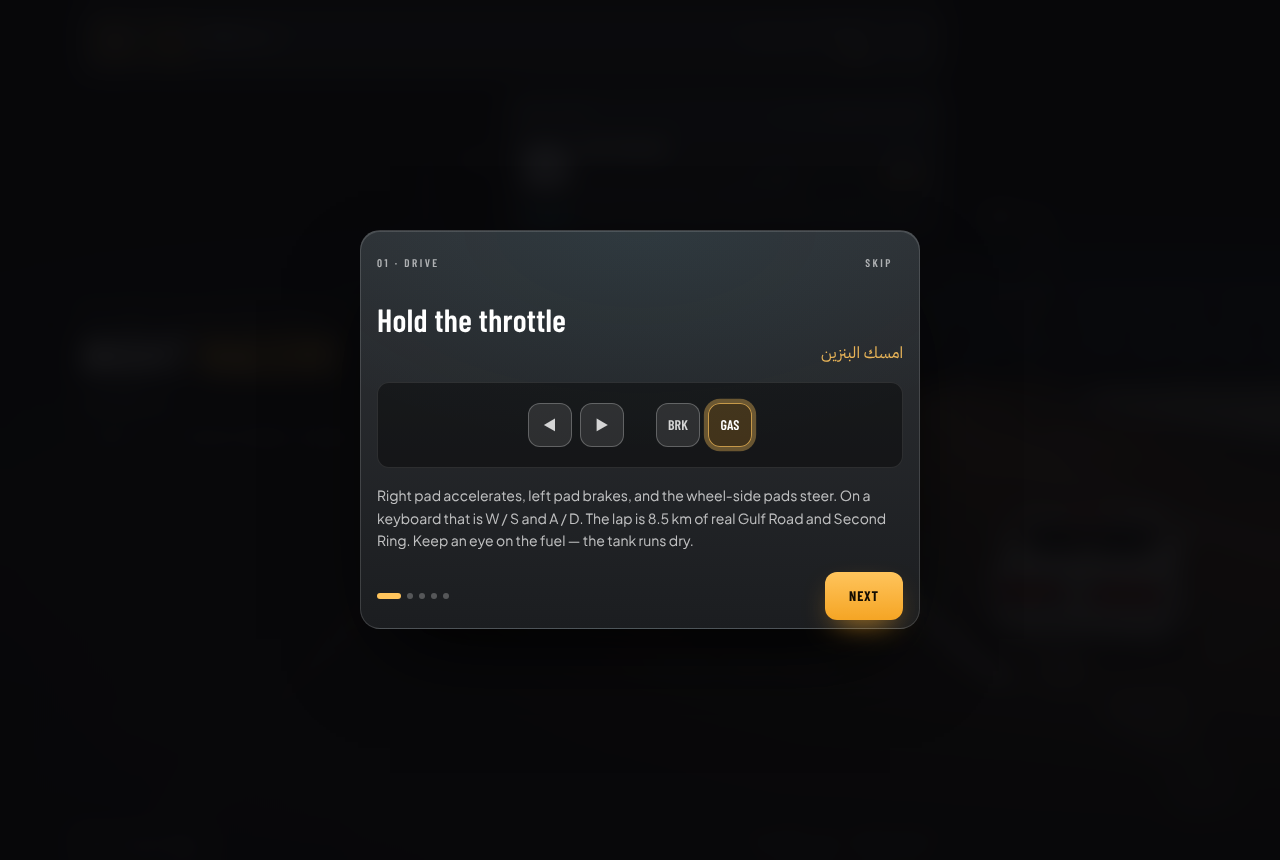 01 · DRIVE
SKIP
Hold the throttle
امسك البنزين
BRK
GAS
Right pad accelerates, left pad brakes, and the wheel-side pads steer. On a
keyboard that is W / S and A / D. The lap is 8.5 km of real Gulf Road and Second
Ring. Keep an eye on the fuel — the tank runs dry.
NEXT